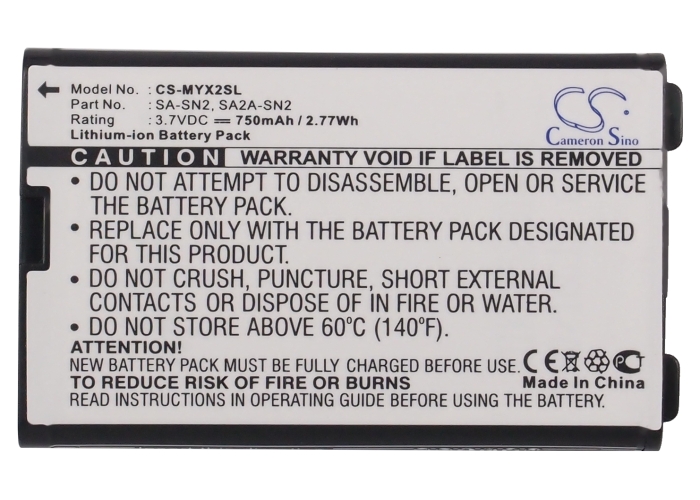 Model No. : CS-MYX2SL
Part No. : SA-SN2, SA2A-SN2
Rating : 3.7VDC ⎓ 750mAh / 2.77Wh
Lithium-ion Battery Pack
CS
Cameron Sino
CAUTION WARRANTY VOID IF LABEL IS REMOVED
• DO NOT ATTEMPT TO DISASSEMBLE, OPEN OR SERVICE
THE BATTERY PACK.
• REPLACE ONLY WITH THE BATTERY PACK DESIGNATED
FOR THIS PRODUCT.
• DO NOT CRUSH, PUNCTURE, SHORT EXTERNAL
CONTACTS OR DISPOSE OF IN FIRE OR WATER.
• DO NOT STORE ABOVE 60°C (140°F).
ATTENTION!
NEW BATTERY PACK MUST BE FULLY CHARGED BEFORE USE
TO REDUCE RISK OF FIRE OR BURNS
READ INSTRUCTIONS IN OPERATING GUIDE BEFORE USING BATTERY
CE
Made In China